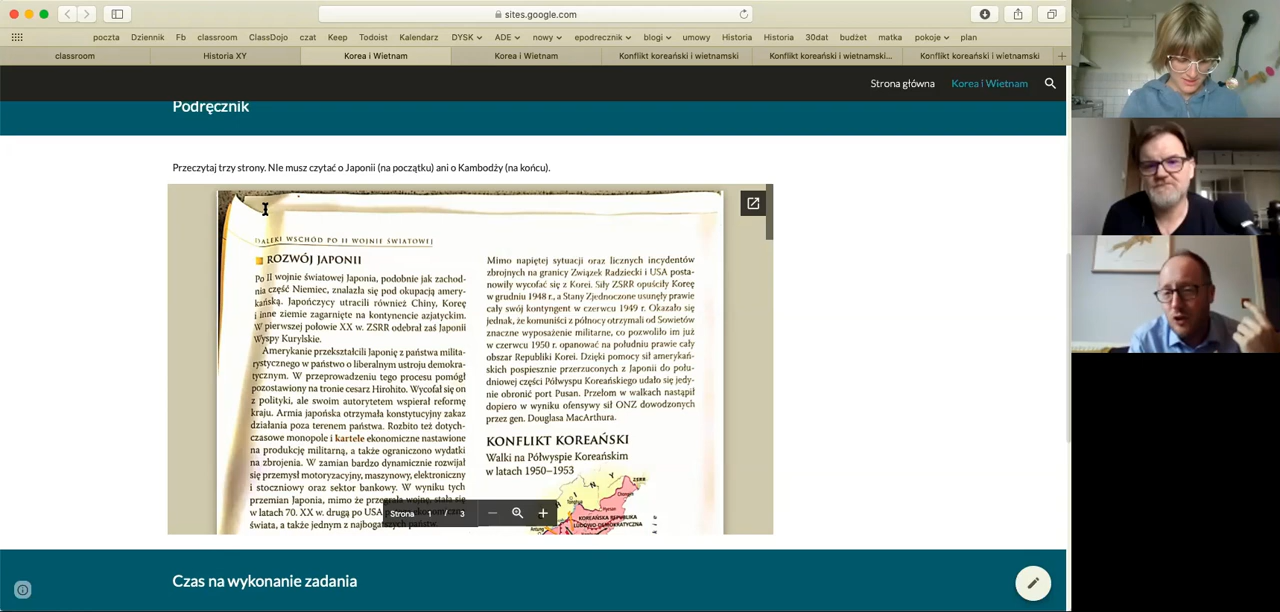 sites.google.com
poczta Dziennik Fb classroom ClassDojo czat Keep Todoist Kalendarz DYSK ADE nowy epodrecznik blogi umowy Historia Historia 30dat budżet matka pokoje plan
classroom Historia XY Korea i Wietnam Korea i Wietnam Konflikt koreański i wietnamski Konflikt koreański i wietnamski... Konflikt koreański i wietnamski
Strona główna Korea i Wietnam
Podręcznik
Przeczytaj trzy strony. NIe musz czytać o Japonii (na początku) ani o Kambodży (na końcu).
DALEKI WSCHÓD PO II WOJNIE ŚWIATOWEJ
ROZWÓJ JAPONII
Po II wojnie światowej Japonia, podobnie jak zachod-
nia część Niemiec, znalazła się pod okupacją amery-
kańską. Japończycy utracili również Chiny, Koreę
i inne ziemie zagarnięte na kontynencie azjatyckim.
W pierwszej połowie XX w. ZSRR odebrał zaś Japonii
Wyspy Kurylskie.
Amerykanie przekształcili Japonię z państwa milita-
rystycznego w państwo o liberalnym ustroju demokra-
tycznym. W przeprowadzeniu tego procesu pomógł
pozostawiony na tronie cesarz Hirohito. Wycofał się on
z polityki, ale swoim autorytetem wspierał reformę
kraju. Armia japońska otrzymała konstytucyjny zakaz
działania poza terenem państwa. Rozbito też dotych-
czasowe monopole i kartele ekonomiczne nastawione
na produkcję militarną, a także ograniczono wydatki
na zbrojenia. W zamian bardzo dynamicznie rozwijał
się przemysł motoryzacyjny, maszynowy, elektroniczny
i stoczniowy oraz sektor bankowy. W wyniku tych
przemian Japonia, mimo że przegrała wojnę, stała się
w latach 70. XX w. drugą po USA
świata, a także jednym z
Mimo napiętej sytuacji oraz licznych incydentów
zbrojnych na granicy Związek Radziecki i USA posta-
nowiły wycofać się z Korei. Siły ZSRR opuściły Koreę
w grudniu 1948 r., a Stany Zjednoczone usunęły prawie
cały swój kontyngent w czerwcu 1949 r. Okazało się
jednak, że komuniści z północy otrzymali od Sowietów
znaczne wyposażenie militarne, co pozwoliło im już
w czerwcu 1950 r. opanować na południu prawie cały
obszar Republiki Korei. Dzięki pomocy sił amerykań-
skich pospiesznie przerzuconych z Japonii do połu-
dniowej części Półwyspu Koreańskiego udało się jedy-
nie obronić port Pusan. Przełom w walkach nastąpił
dopiero w wyniku ofensywy sił ONZ dowodzonych
przez gen. Douglasa MacArthura.
KONFLIKT KOREAŃSKI
Walki na Półwyspie Koreańskim
w latach 1950–1953
ZSRR
KOREAŃSKA REPUBLIKA
LUDOWO-DEMOKRATYCZNA
Strona 1 / 3
Czas na wykonanie zadania